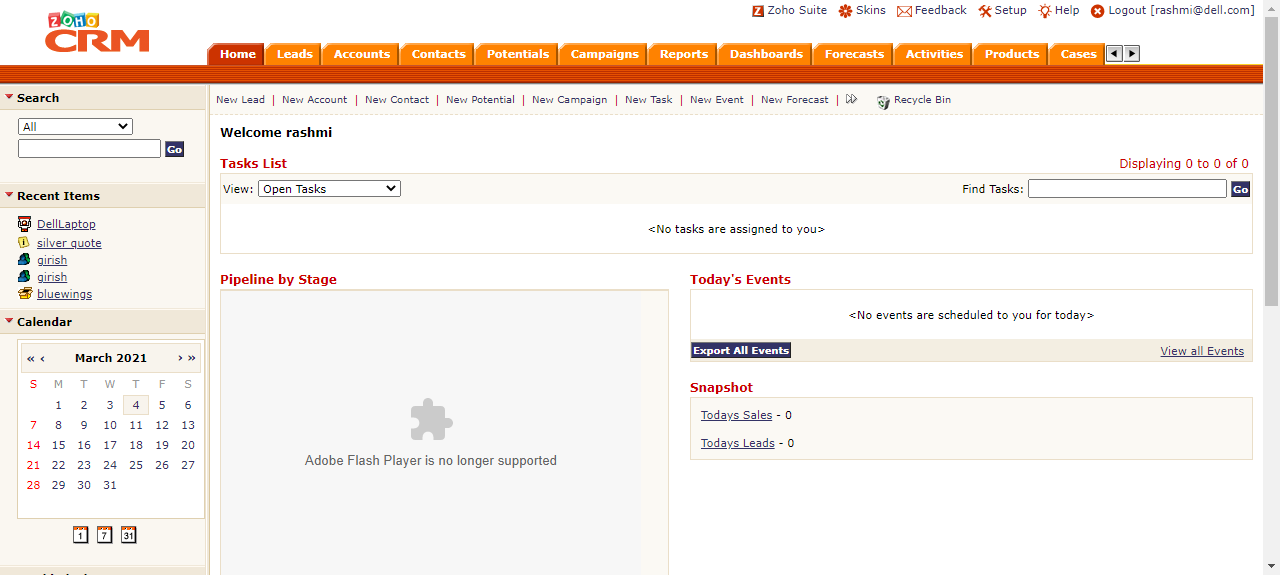 Zoho Suite Skins Feedback Setup Help Logout [rashmi@dell.com]
ZOHO
CRM
Home Leads Accounts Contacts Potentials Campaigns Reports Dashboards Forecasts Activities Products Cases
Search
All
Go
Recent Items
DellLaptop
silver quote
girish
girish
bluewings
Calendar
« ‹ March 2021 › »
S M T W T F S
1 2 3 4 5 6
7 8 9 10 11 12 13
14 15 16 17 18 19 20
21 22 23 24 25 26 27
28 29 30 31
1 7 31
New Lead | New Account | New Contact | New Potential | New Campaign | New Task | New Event | New Forecast | Recycle Bin
Welcome rashmi
Tasks List Displaying 0 to 0 of 0
View: Open Tasks Find Tasks: Go
<No tasks are assigned to you>
Pipeline by Stage
Adobe Flash Player is no longer supported
Today's Events
<No events are scheduled to you for today>
Export All Events View all Events
Snapshot
Todays Sales - 0
Todays Leads - 0